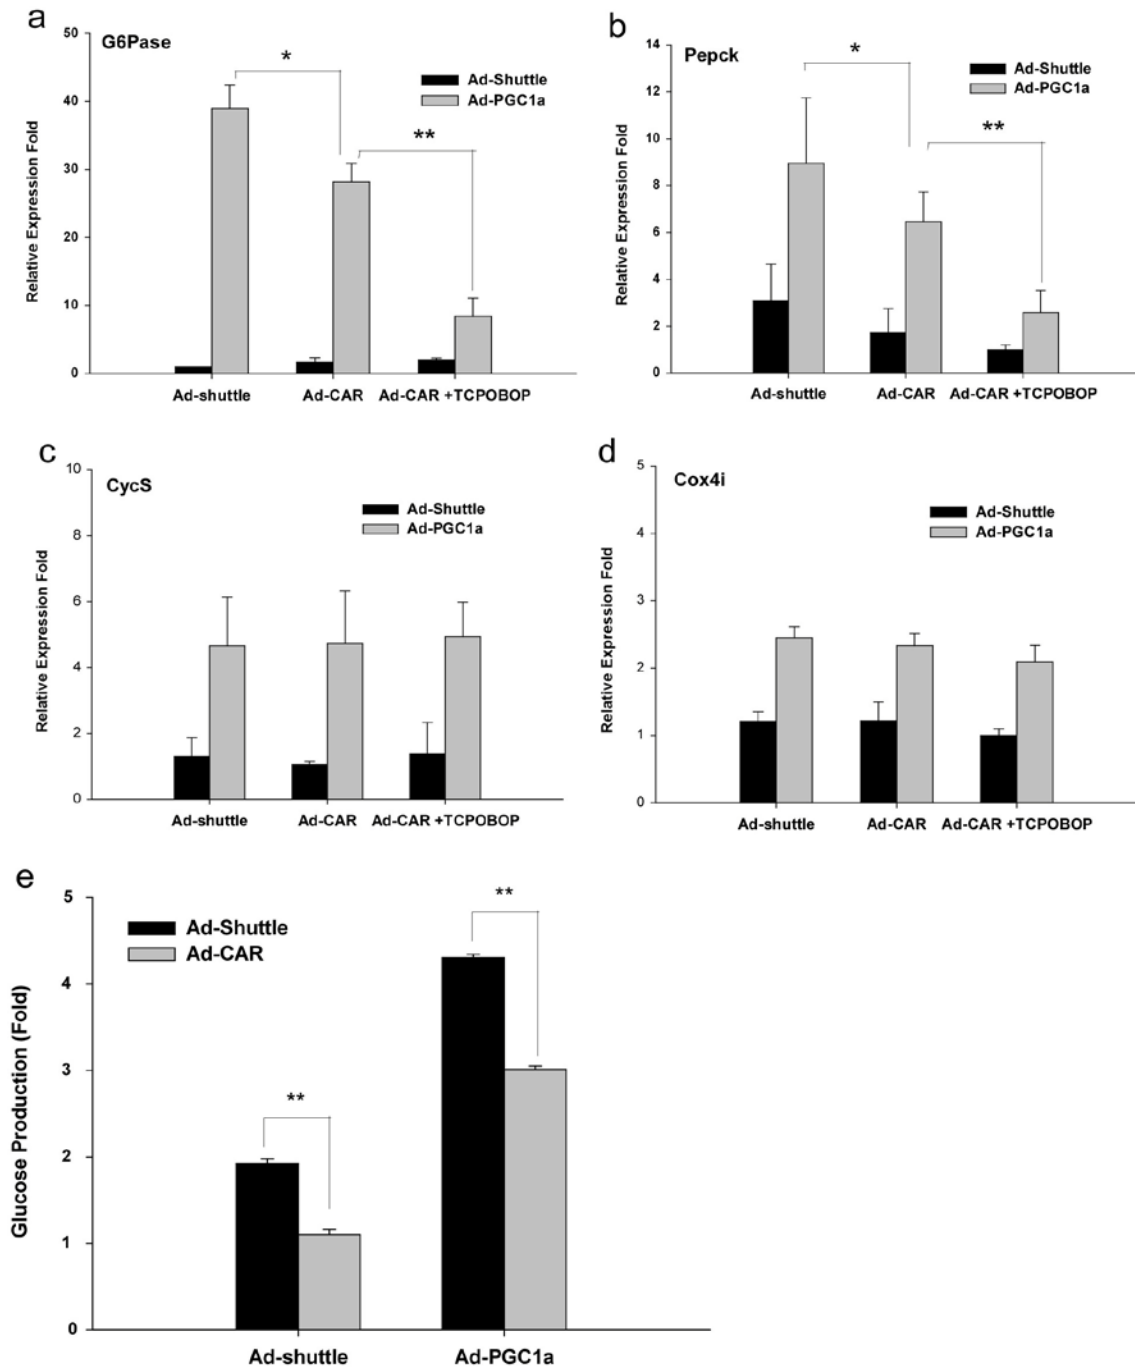 a
G6Pase
50
40
30
20
10
0
Relative Expression Fold
Ad-Shuttle
Ad-PGC1a
*
**
Ad-shuttle Ad-CAR Ad-CAR +TCPOBOP
b
Pepck
14
12
10
8
6
4
2
0
Relative Expression Fold
Ad-Shuttle
Ad-PGC1a
*
**
Ad-shuttle Ad-CAR Ad-CAR +TCPOBOP
c
CycS
10
8
6
4
2
0
Relative Expression Fold
Ad-Shuttle
Ad-PGC1a
Ad-shuttle Ad-CAR Ad-CAR +TCPOBOP
d
Cox4i
5
4
3
2
1
0
Relative Expression Fold
Ad-Shuttle
Ad-PGC1a
Ad-shuttle Ad-CAR Ad-CAR +TCPOBOP
e
5
4
3
2
1
0
Glucose Production (Fold)
Ad-Shuttle
Ad-CAR
**
**
Ad-shuttle Ad-PGC1a